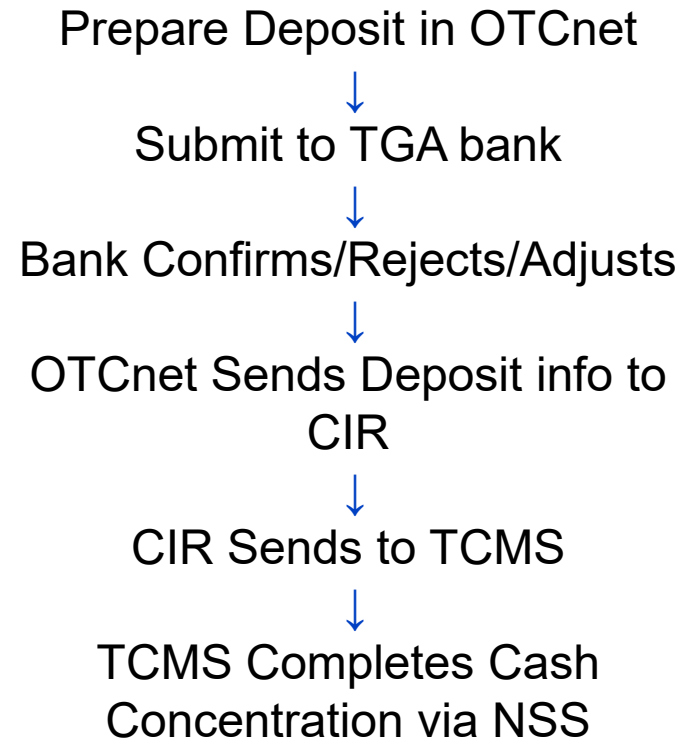 Prepare Deposit in OTCnet
↓
Submit to TGA bank
↓
Bank Confirms/Rejects/Adjusts
↓
OTCnet Sends Deposit info to
CIR
↓
CIR Sends to TCMS
↓
TCMS Completes Cash
Concentration via NSS